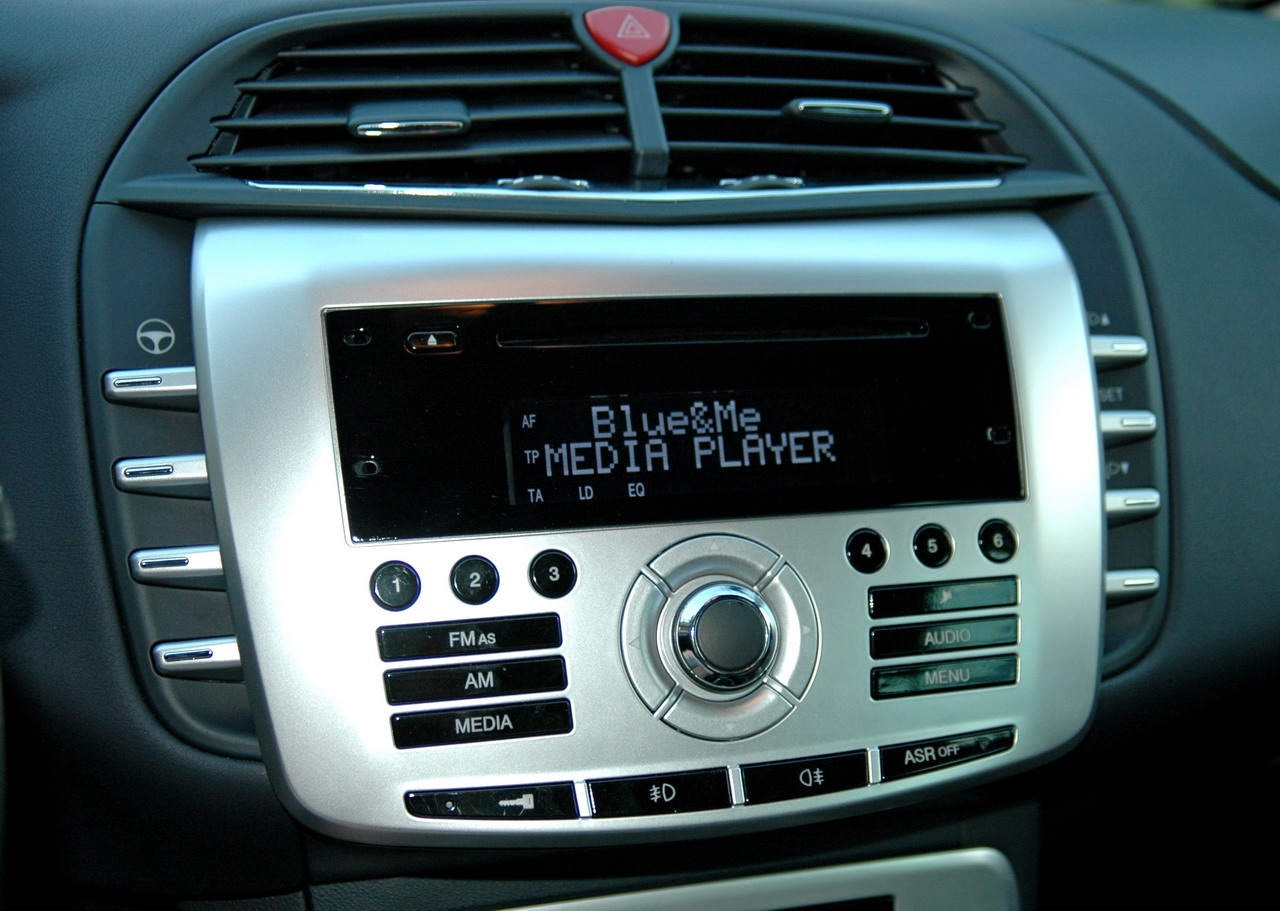 AF Blue&Me
TP MEDIA PLAYER
TA LD EQ
1 2 3 4 5 6
FM AS
AM
MEDIA
AUDIO
MENU
ASR OFF